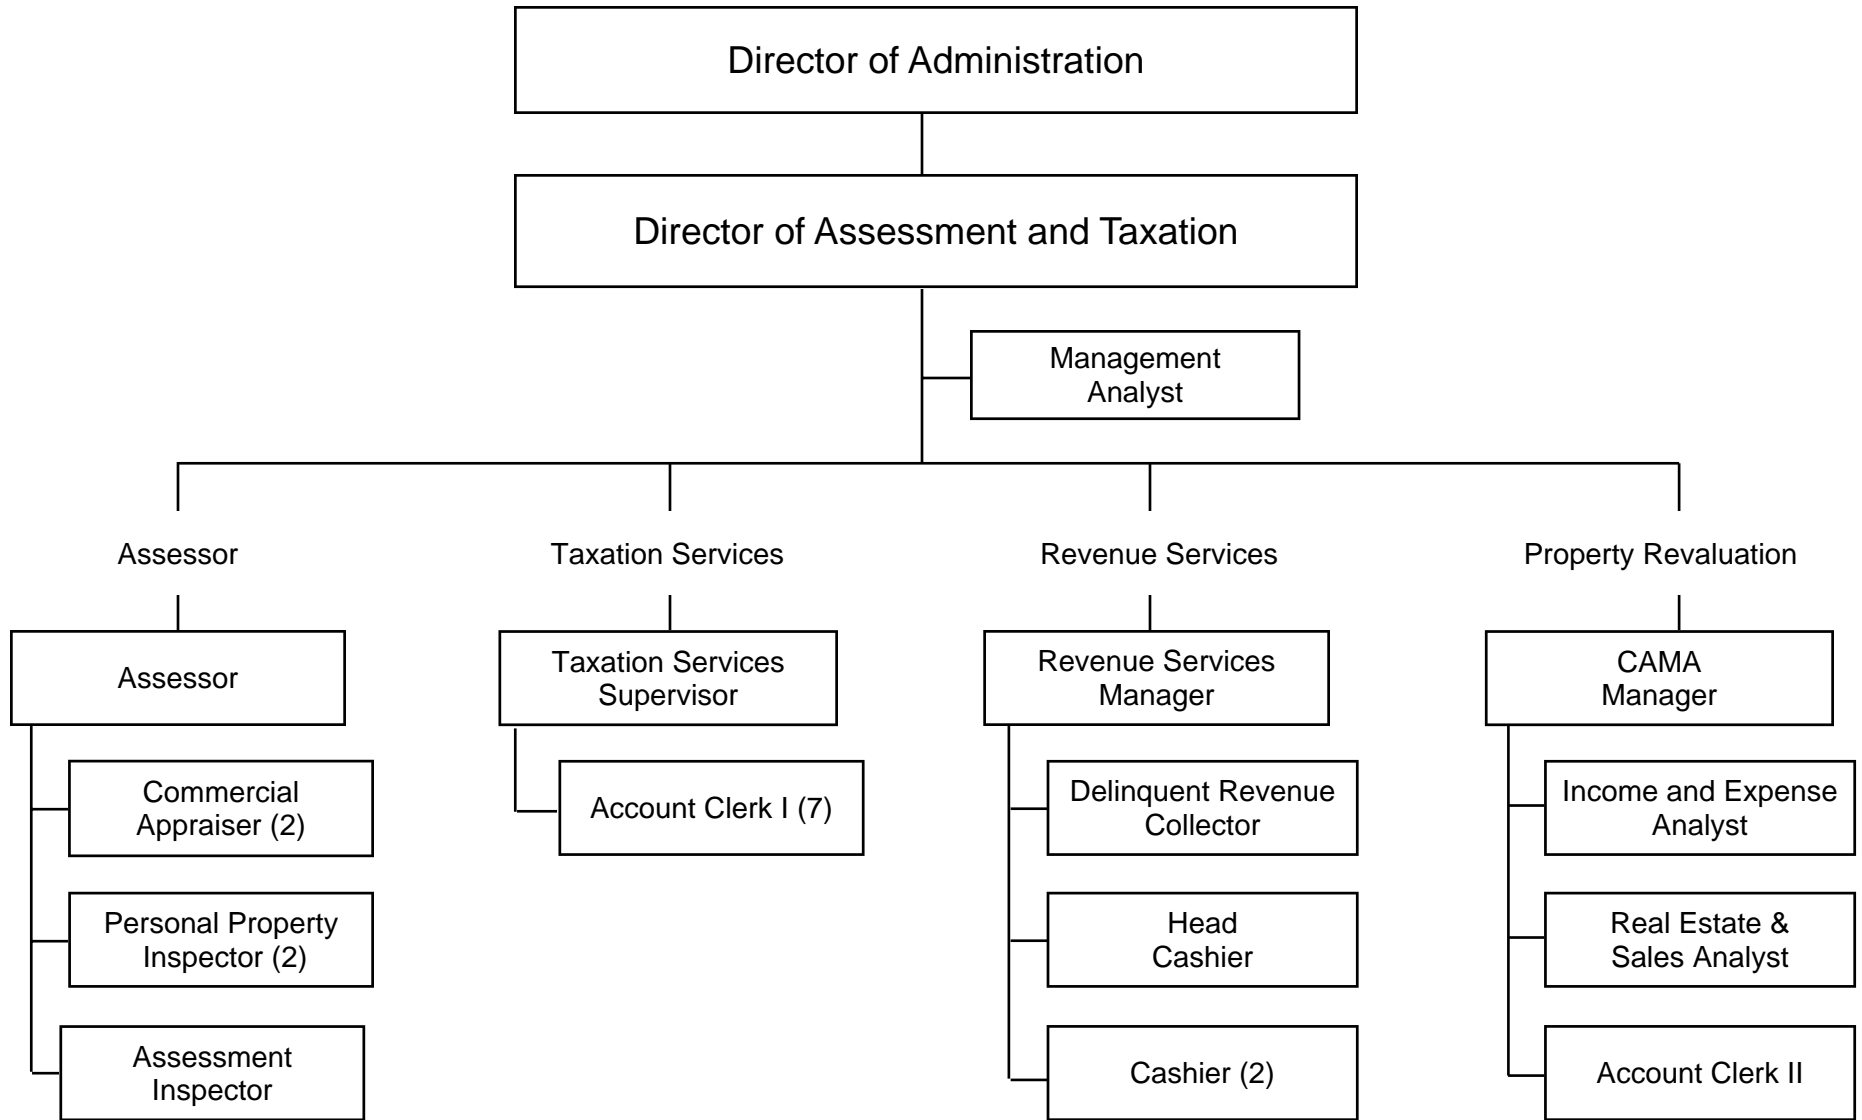 Director of Administration
Director of Assessment and Taxation
Management
Analyst
Assessor
Taxation Services
Revenue Services
Property Revaluation
Assessor
Taxation Services
Supervisor
Revenue Services
Manager
CAMA
Manager
Commercial
Appraiser (2)
Account Clerk I (7)
Delinquent Revenue
Collector
Income and Expense
Analyst
Personal Property
Inspector (2)
Head
Cashier
Real Estate &
Sales Analyst
Assessment
Inspector
Cashier (2)
Account Clerk II